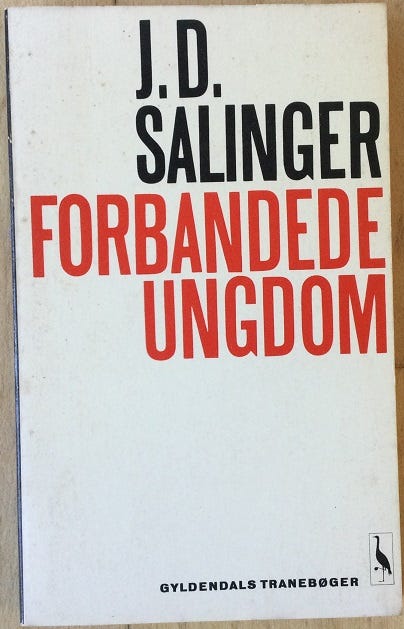 J.D.
SALINGER
FORBANDEDE
UNGDOM
GYLDENDALS TRANEBØGER